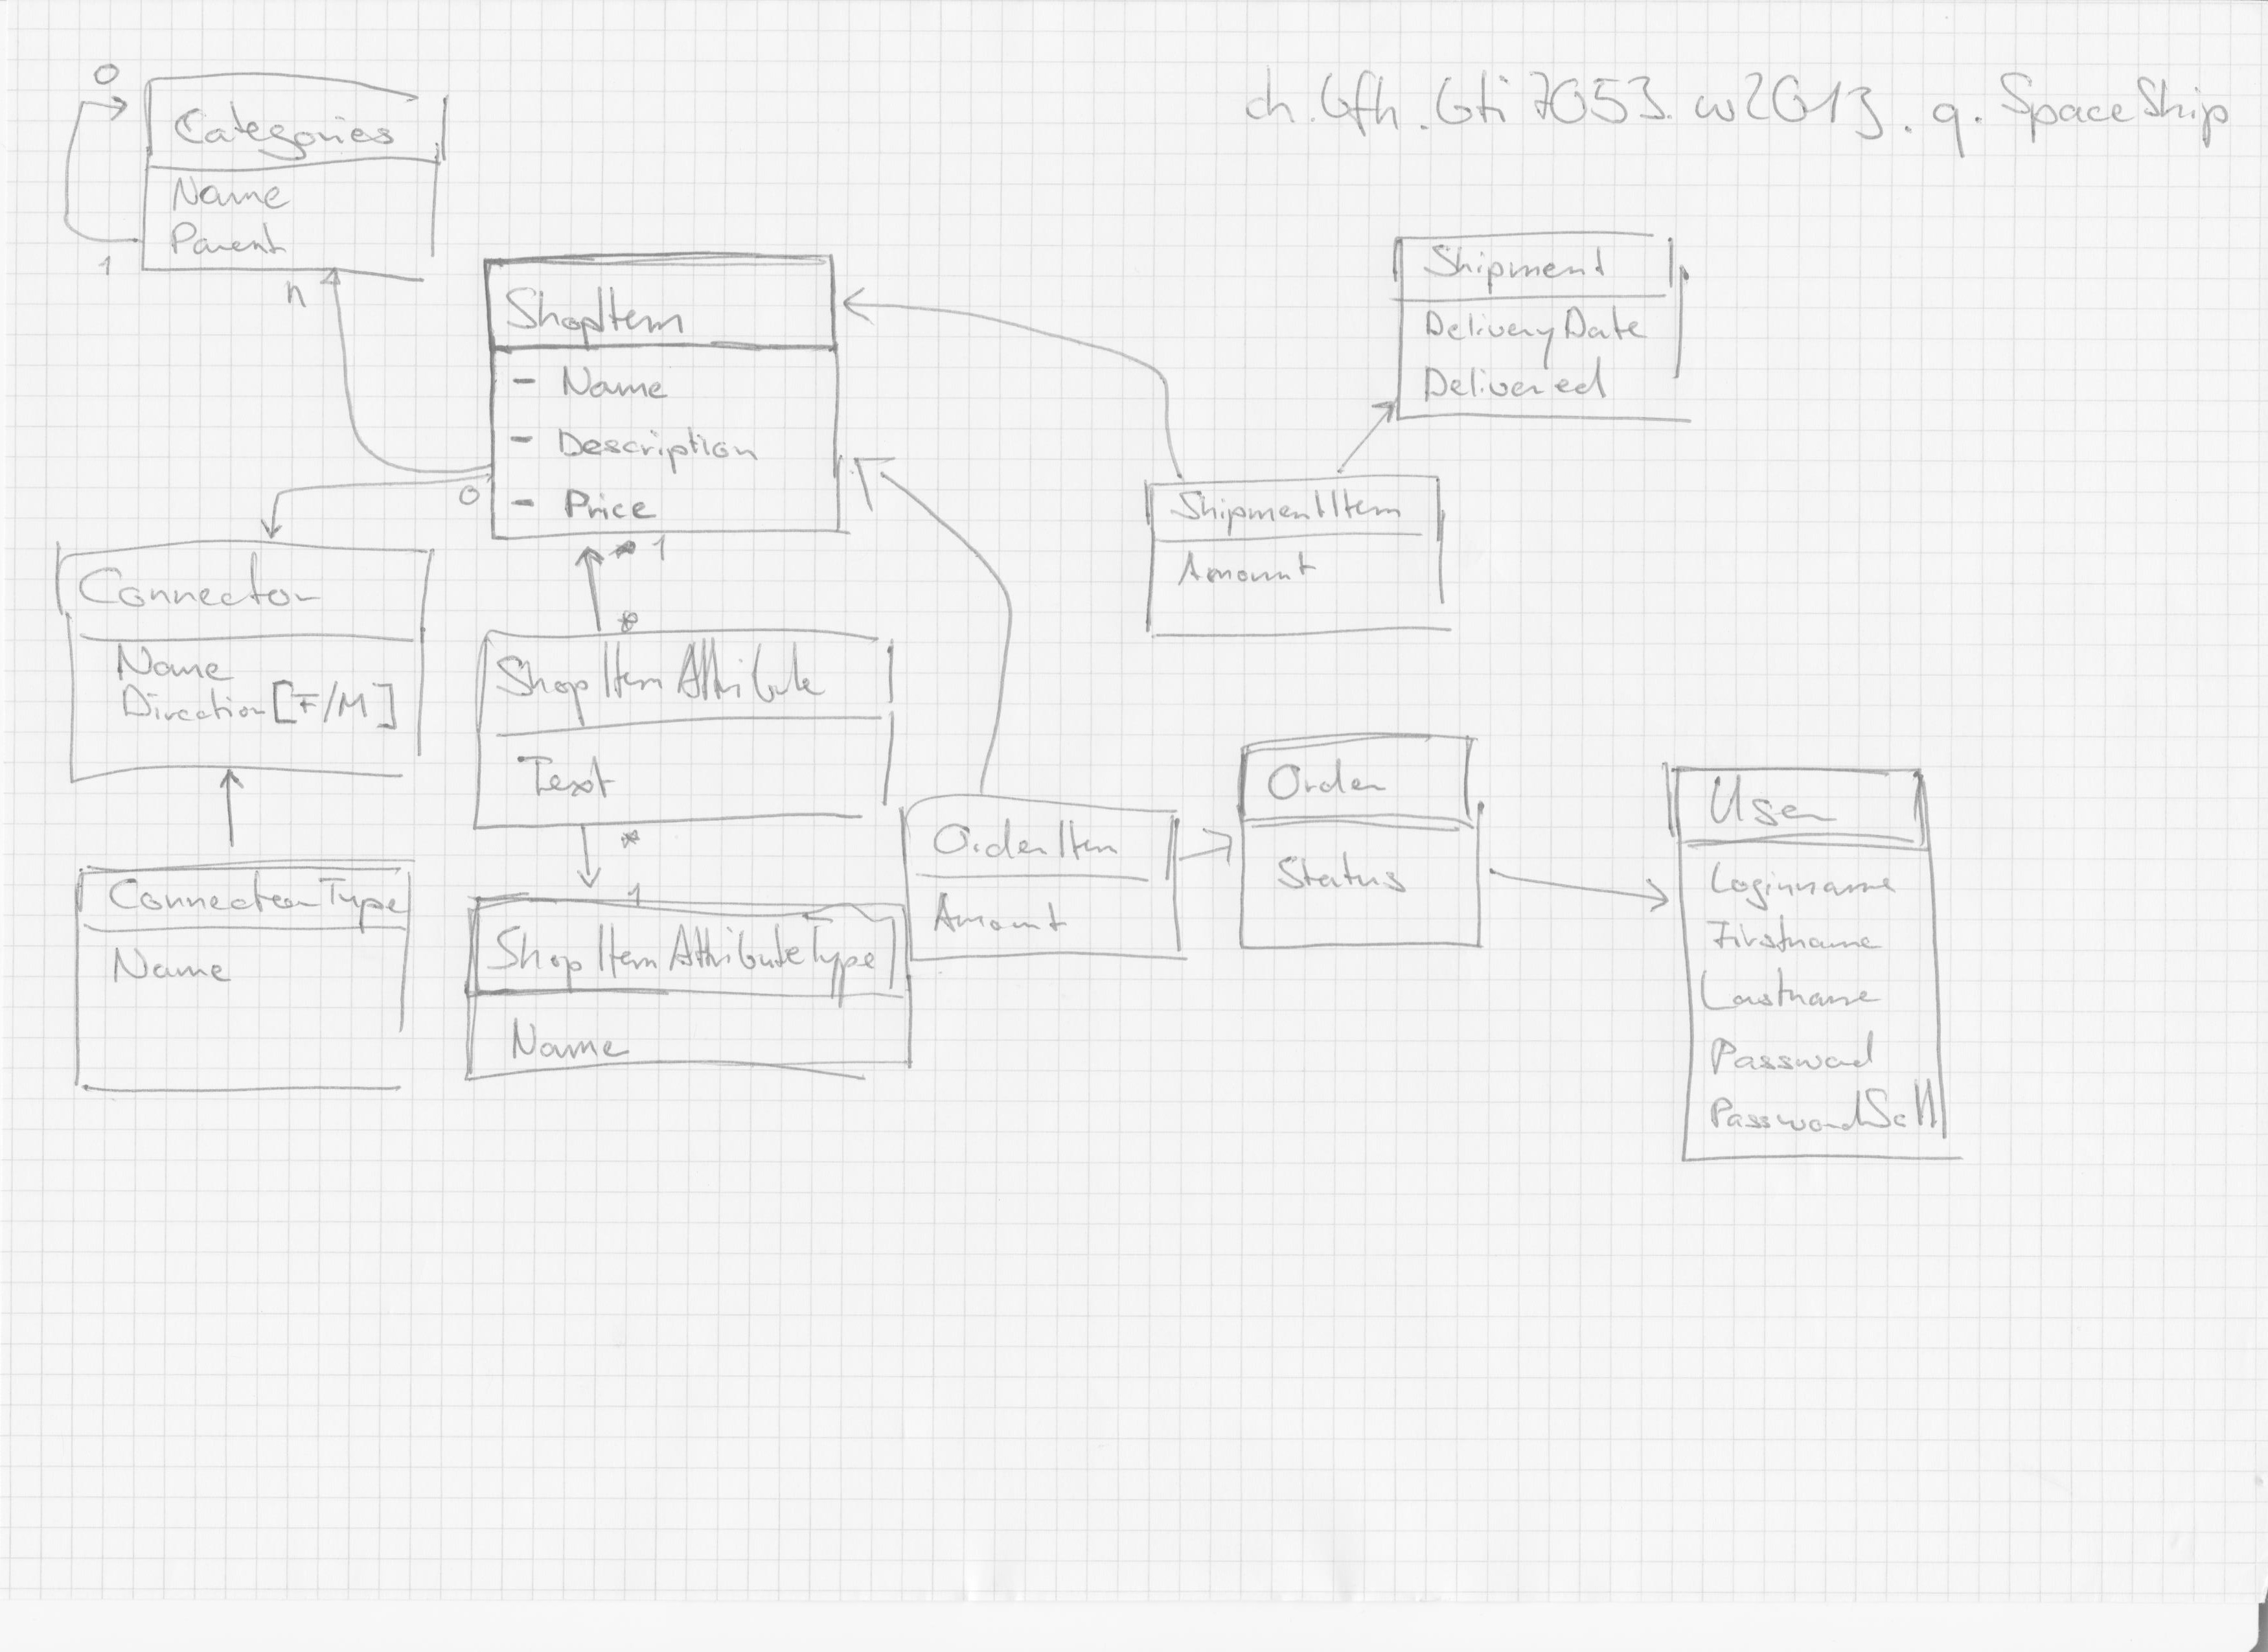 ch.bfh.bti7053.w2013.q.SpaceShip
0
Categories
Name
Parent
1
n
ShopItem
- Name
- Description
- Price
0
* 1
Shipment
DeliveryDate
Delivered
ShipmentItem
Amount
Connector
Name
Direction [F/M]
*
ShopItemAttribute
Text
*
1
ConnectorType
Name
ShopItemAttributeType
Name
OrderItem
Amount
Order
Status
User
Loginname
Firstname
Lastname
Password
PasswordSalt